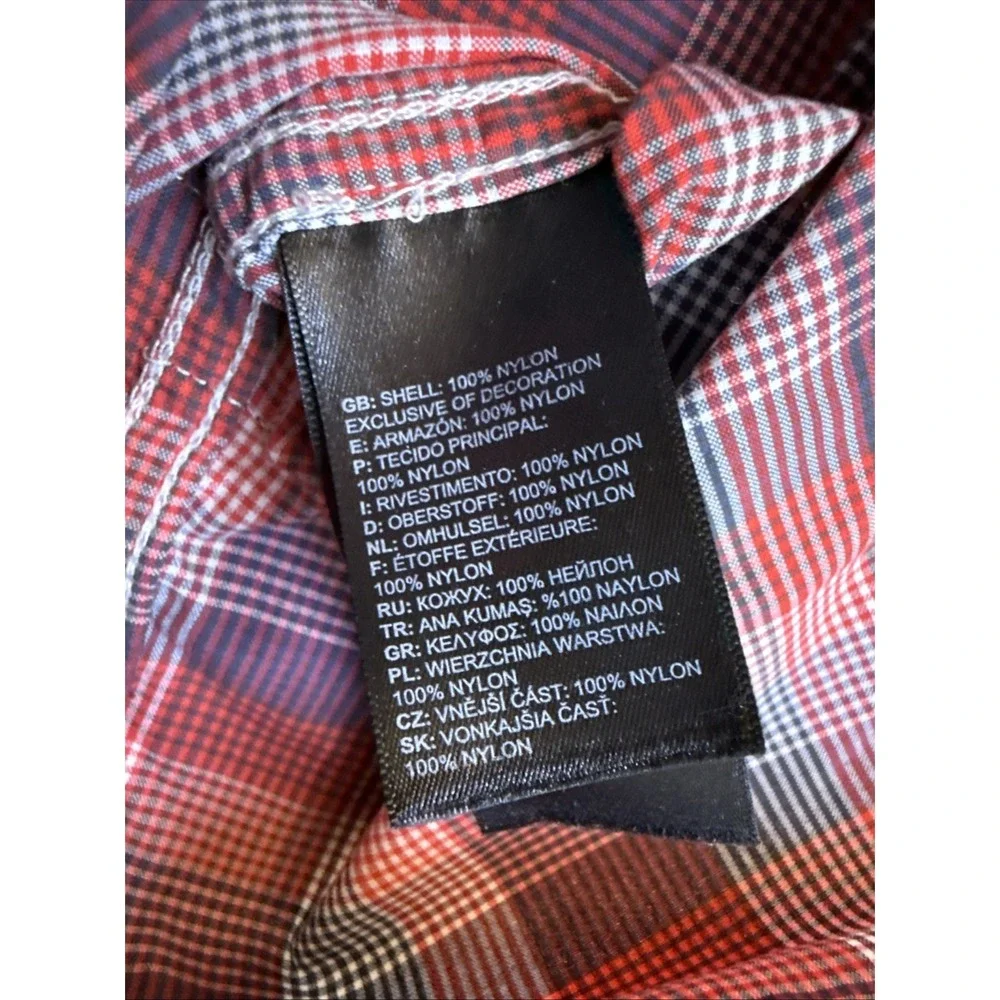 GB: SHELL: 100% NYLON
EXCLUSIVE OF DECORATION
E: ARMAZÓN: 100% NYLON
P: TECIDO PRINCIPAL:
100% NYLON
I: RIVESTIMENTO: 100% NYLON
D: OBERSTOFF: 100% NYLON
NL: OMHULSEL: 100% NYLON
F: ÉTOFFE EXTÉRIEURE:
100% NYLON
RU: КОЖУХ: 100% НЕЙЛОН
TR: ANA KUMAŞ: %100 NAYLON
GR: ΚΕΛΥΦΟΣ: 100% ΝΑΙΛΟΝ
PL: WIERZCHNIA WARSTWA:
100% NYLON
CZ: VNĚJŠÍ ČÁST: 100% NYLON
SK: VONKAJŠIA ČASŤ:
100% NYLON